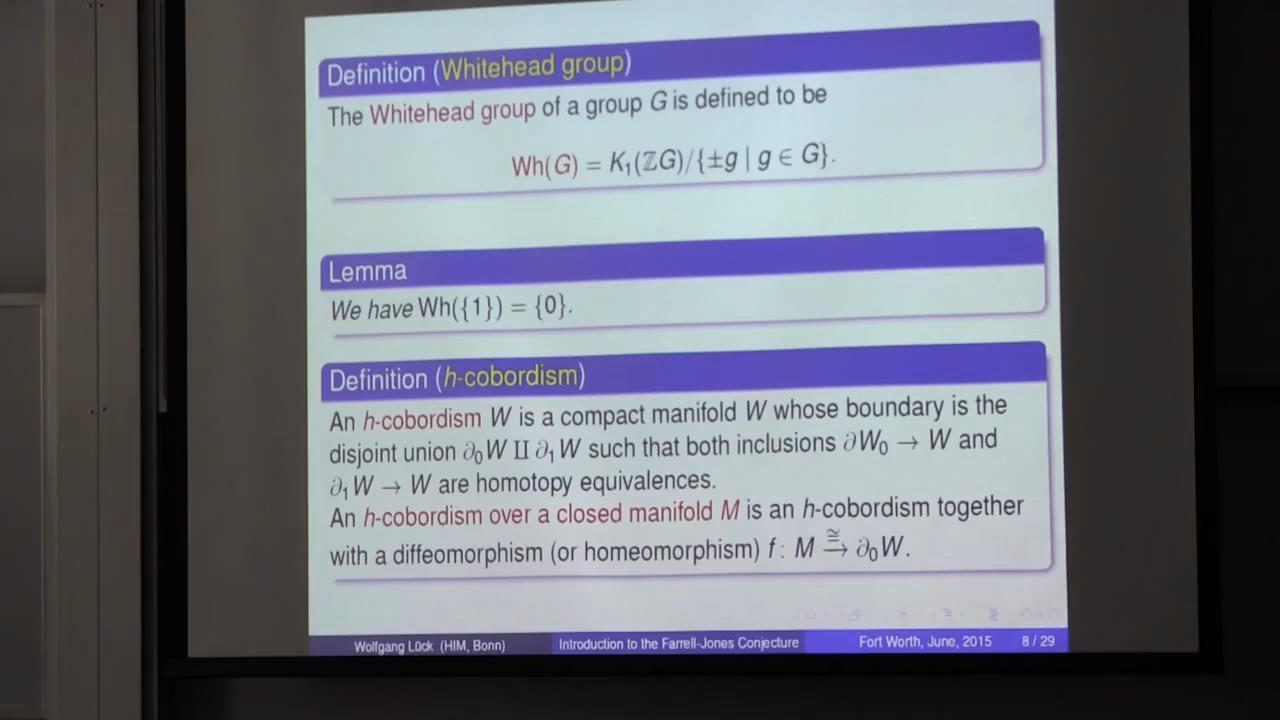 Definition (Whitehead group)
The Whitehead group of a group G is defined to be
Wh(G) = K₁(ℤG)/{±g | g ∈ G}.
Lemma
We have Wh({1}) = {0}.
Definition (h-cobordism)
An h-cobordism W is a compact manifold W whose boundary is the
disjoint union ∂₀W ∐ ∂₁W such that both inclusions ∂W₀ → W and
∂₁W → W are homotopy equivalences.
An h-cobordism over a closed manifold M is an h-cobordism together
with a diffeomorphism (or homeomorphism) f: M ≅→ ∂₀W.
Wolfgang Lück (HIM, Bonn) Introduction to the Farrell-Jones Conjecture Fort Worth, June, 2015 8 / 29